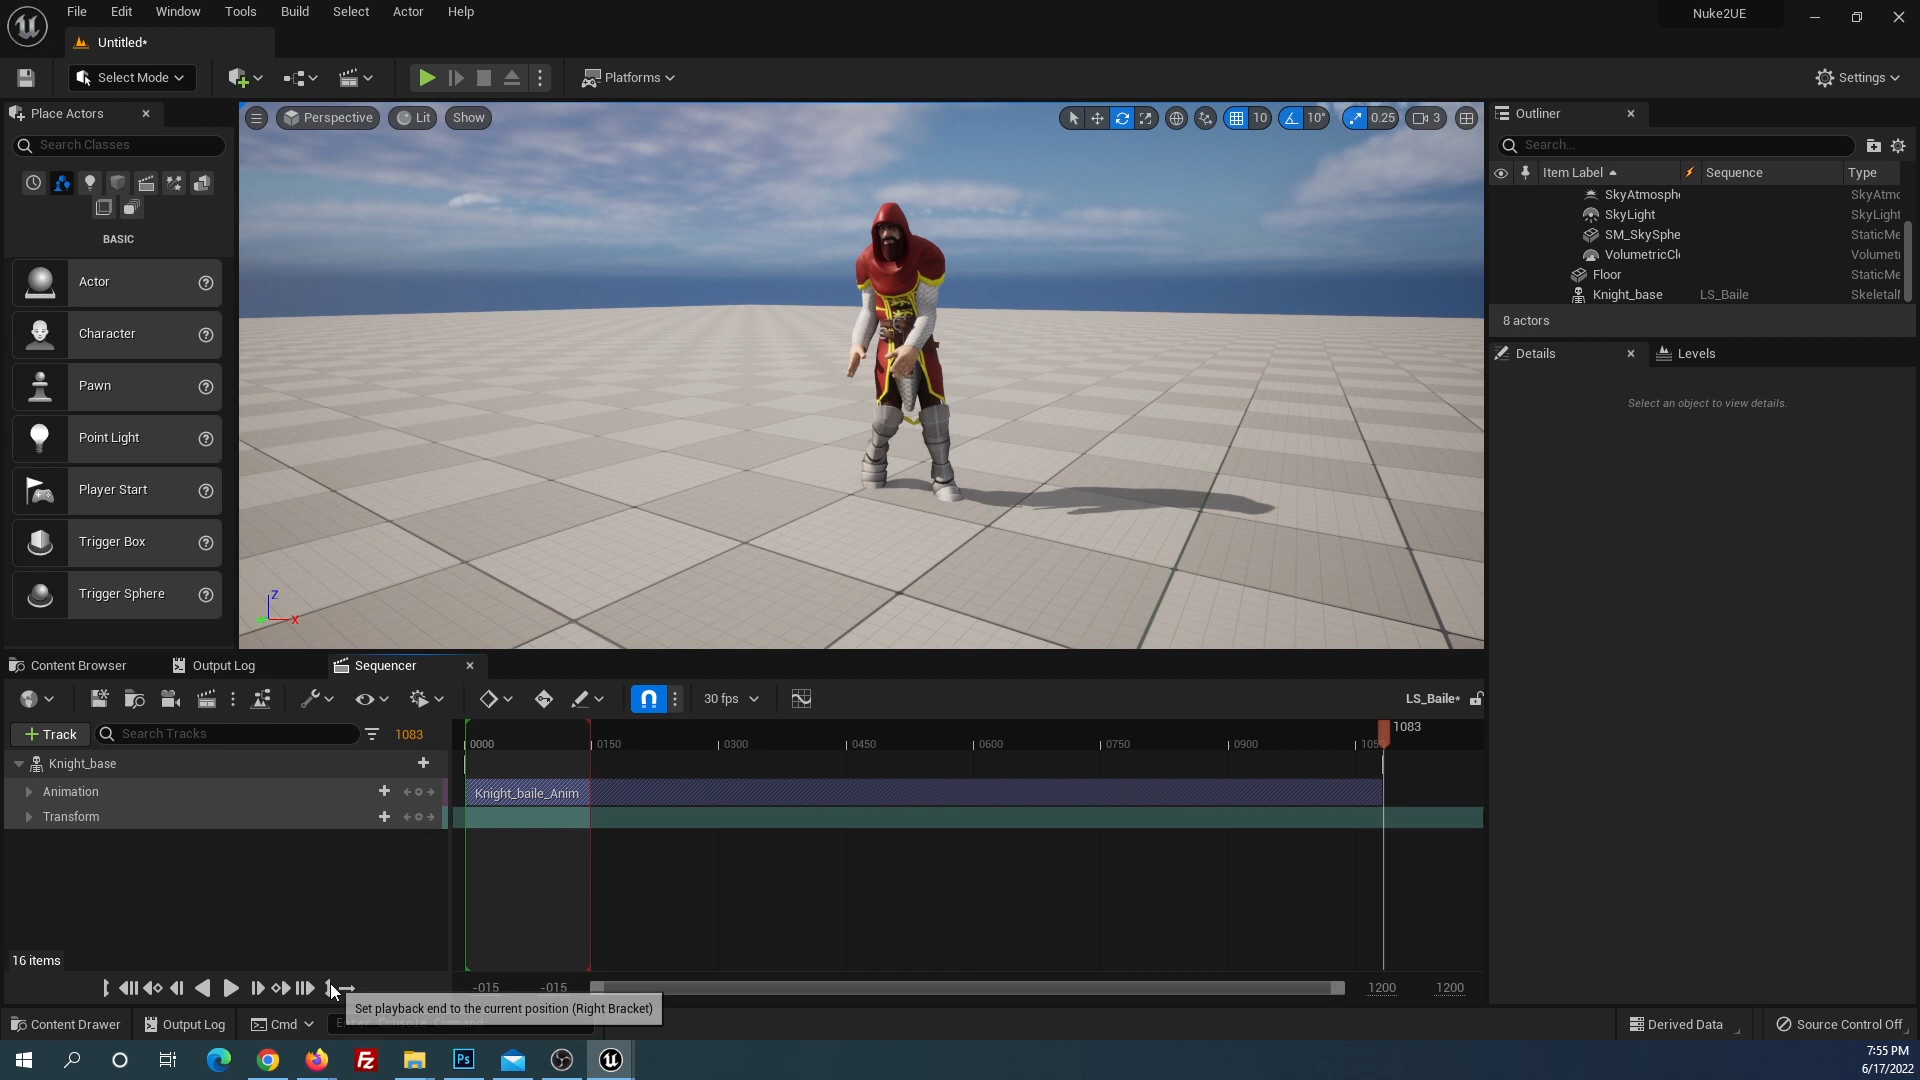 File Edit Window Tools Build Select Actor Help
Nuke2UE
Untitled*
Select Mode
Platforms
Settings
Place Actors
Search Classes
BASIC
Actor
Character
Pawn
Point Light
Player Start
Trigger Box
Trigger Sphere
Perspective Lit Show
10 10° 0.25 3
Z
X
Outliner
Search...
Item Label Sequence Type
SkyAtmosph SkyAtmo
SkyLight SkyLight
SM_SkySphe StaticMe
VolumetricCl Volumetr
Floor StaticMe
Knight_base LS_Baile Skeletal
8 actors
Details Levels
Select an object to view details.
Content Browser Output Log Sequencer
30 fps
LS_Baile*
Track Search Tracks 1083
1083
0000 0150 0300 0450 0600 0750 0900 1050
Knight_base
Animation
Knight_baile_Anim
Transform
16 items
-015 -015 1200 1200
Set playback end to the current position (Right Bracket)
Content Drawer Output Log Cmd
Derived Data Source Control Off
7:55 PM
6/17/2022